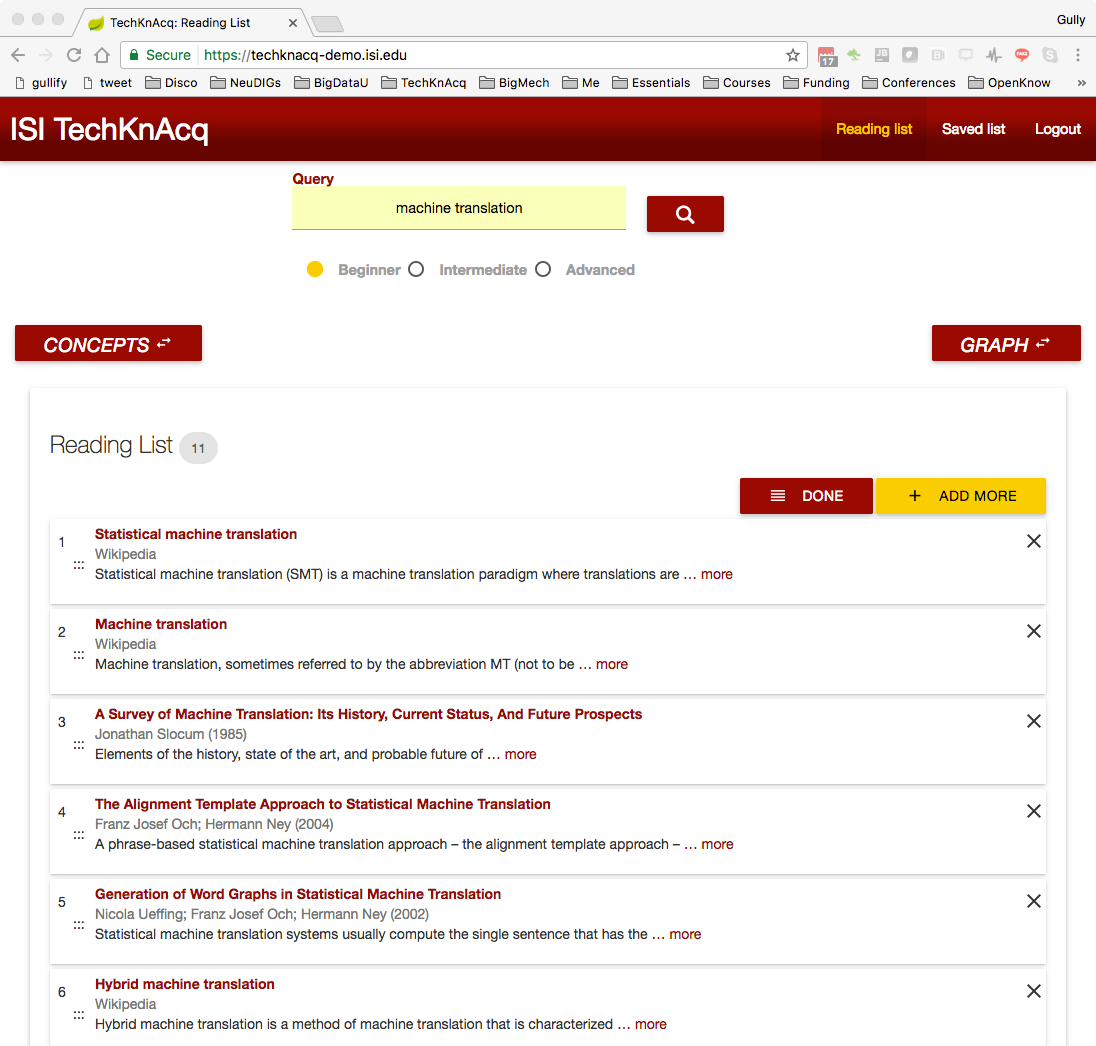 TechKnAcq: Reading List
Gully
Secure https://techknacq-demo.isi.edu
17
gullify tweet Disco NeuDIGs BigDataU TechKnAcq BigMech Me Essentials Courses Funding Conferences OpenKnow »
ISI TechKnAcq
Reading list Saved list Logout
Query
machine translation
Beginner Intermediate Advanced
CONCEPTS
GRAPH
Reading List 11
DONE + ADD MORE
1 Statistical machine translation
Wikipedia
Statistical machine translation (SMT) is a machine translation paradigm where translations are … more
2 Machine translation
Wikipedia
Machine translation, sometimes referred to by the abbreviation MT (not to be … more
3 A Survey of Machine Translation: Its History, Current Status, And Future Prospects
Jonathan Slocum (1985)
Elements of the history, state of the art, and probable future of … more
4 The Alignment Template Approach to Statistical Machine Translation
Franz Josef Och; Hermann Ney (2004)
A phrase-based statistical machine translation approach – the alignment template approach – … more
5 Generation of Word Graphs in Statistical Machine Translation
Nicola Ueffing; Franz Josef Och; Hermann Ney (2002)
Statistical machine translation systems usually compute the single sentence that has the … more
6 Hybrid machine translation
Wikipedia
Hybrid machine translation is a method of machine translation that is characterized … more